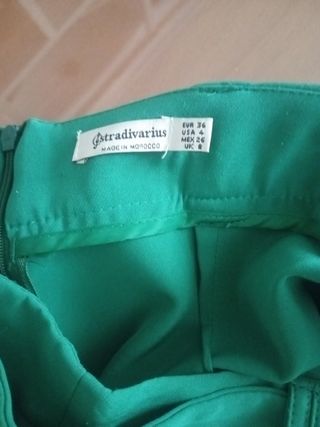 Stradivarius
MADE IN MOROCCO
EUR 36
USA 4
MEX 26
UK 8